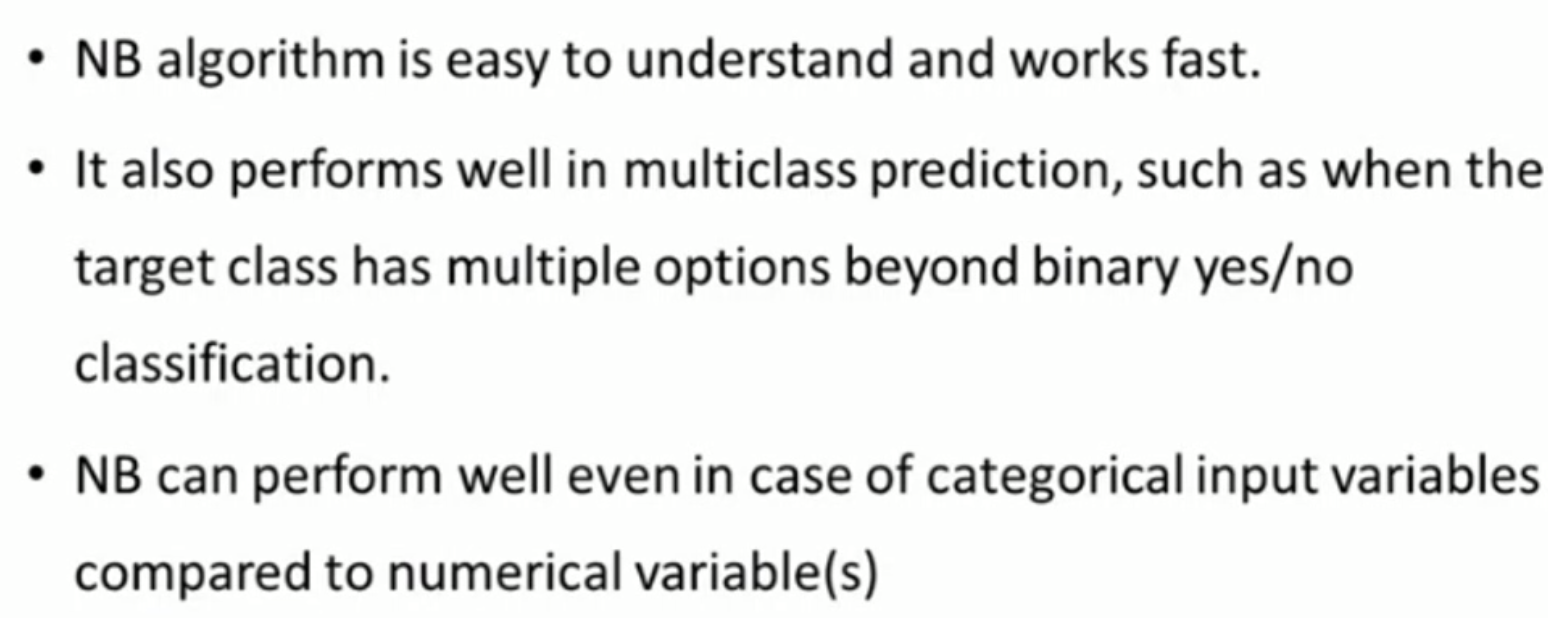 • NB algorithm is easy to understand and works fast.
• It also performs well in multiclass prediction, such as when the
target class has multiple options beyond binary yes/no
classification.
• NB can perform well even in case of categorical input variables
compared to numerical variable(s)